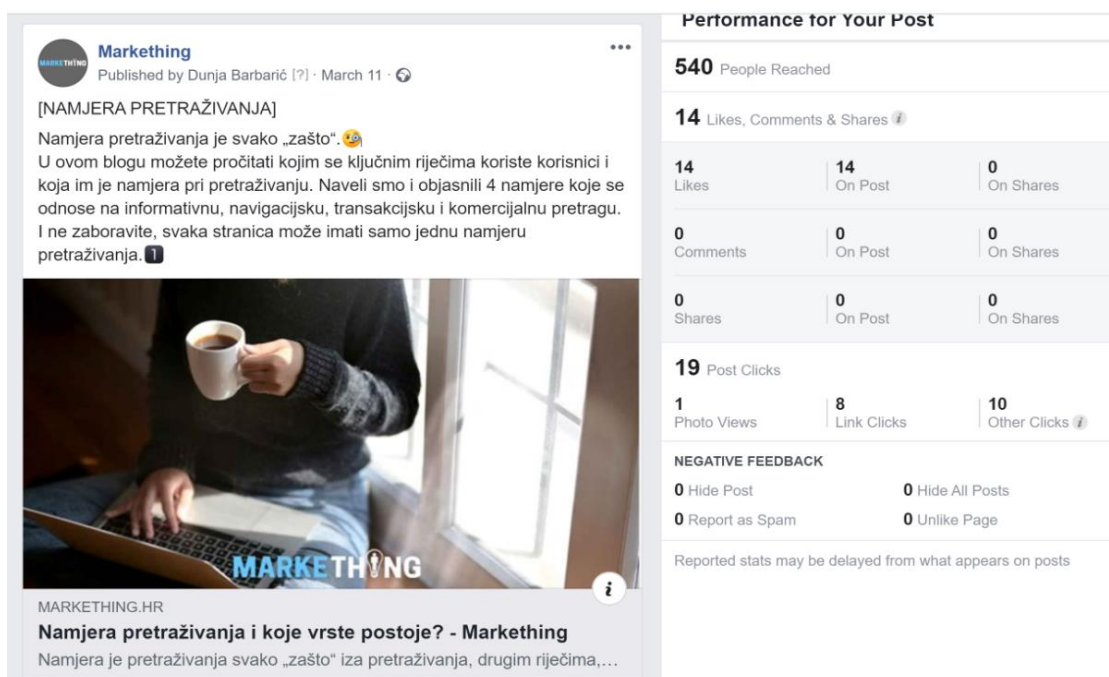 Markething
Published by Dunja Barbarić [?] · March 11 ·
[NAMJERA PRETRAŽIVANJA]
Namjera pretraživanja je svako „zašto“.🧐
U ovom blogu možete pročitati kojim se ključnim riječima koriste korisnici i
koja im je namjera pri pretraživanju. Naveli smo i objasnili 4 namjere koje se
odnose na informativnu, navigacijsku, transakcijsku i komercijalnu pretragu.
I ne zaboravite, svaka stranica može imati samo jednu namjeru
pretraživanja.1
MARKETHING
MARKETHING
MARKETHING.HR
Namjera pretraživanja i koje vrste postoje? - Markething
Namjera je pretraživanja svako „zašto“ iza pretraživanja, drugim riječima,…
Performance for Your Post
540 People Reached
14 Likes, Comments & Shares
14 14 0
Likes On Post On Shares
0 0 0
Comments On Post On Shares
0 0 0
Shares On Post On Shares
19 Post Clicks
1 8 10
Photo Views Link Clicks Other Clicks
NEGATIVE FEEDBACK
0 Hide Post 0 Hide All Posts
0 Report as Spam 0 Unlike Page
Reported stats may be delayed from what appears on posts